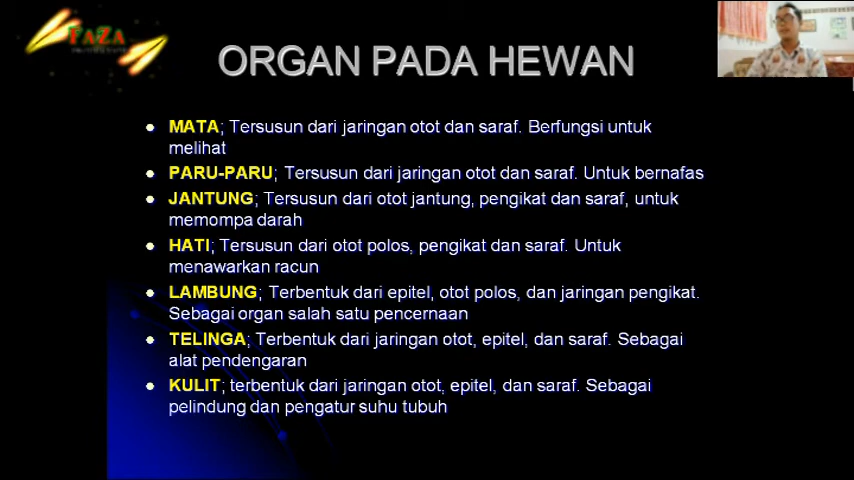 FAZA
ORGAN PADA HEWAN
MATA; Tersusun dari jaringan otot dan saraf. Berfungsi untuk
melihat
PARU-PARU; Tersusun dari jaringan otot dan saraf. Untuk bernafas
JANTUNG; Tersusun dari otot jantung, pengikat dan saraf, untuk
memompa darah
HATI; Tersusun dari otot polos, pengikat dan saraf. Untuk
menawarkan racun
LAMBUNG; Terbentuk dari epitel, otot polos, dan jaringan pengikat.
Sebagai organ salah satu pencernaan
TELINGA; Terbentuk dari jaringan otot, epitel, dan saraf. Sebagai
alat pendengaran
KULIT; terbentuk dari jaringan otot, epitel, dan saraf. Sebagai
pelindung dan pengatur suhu tubuh